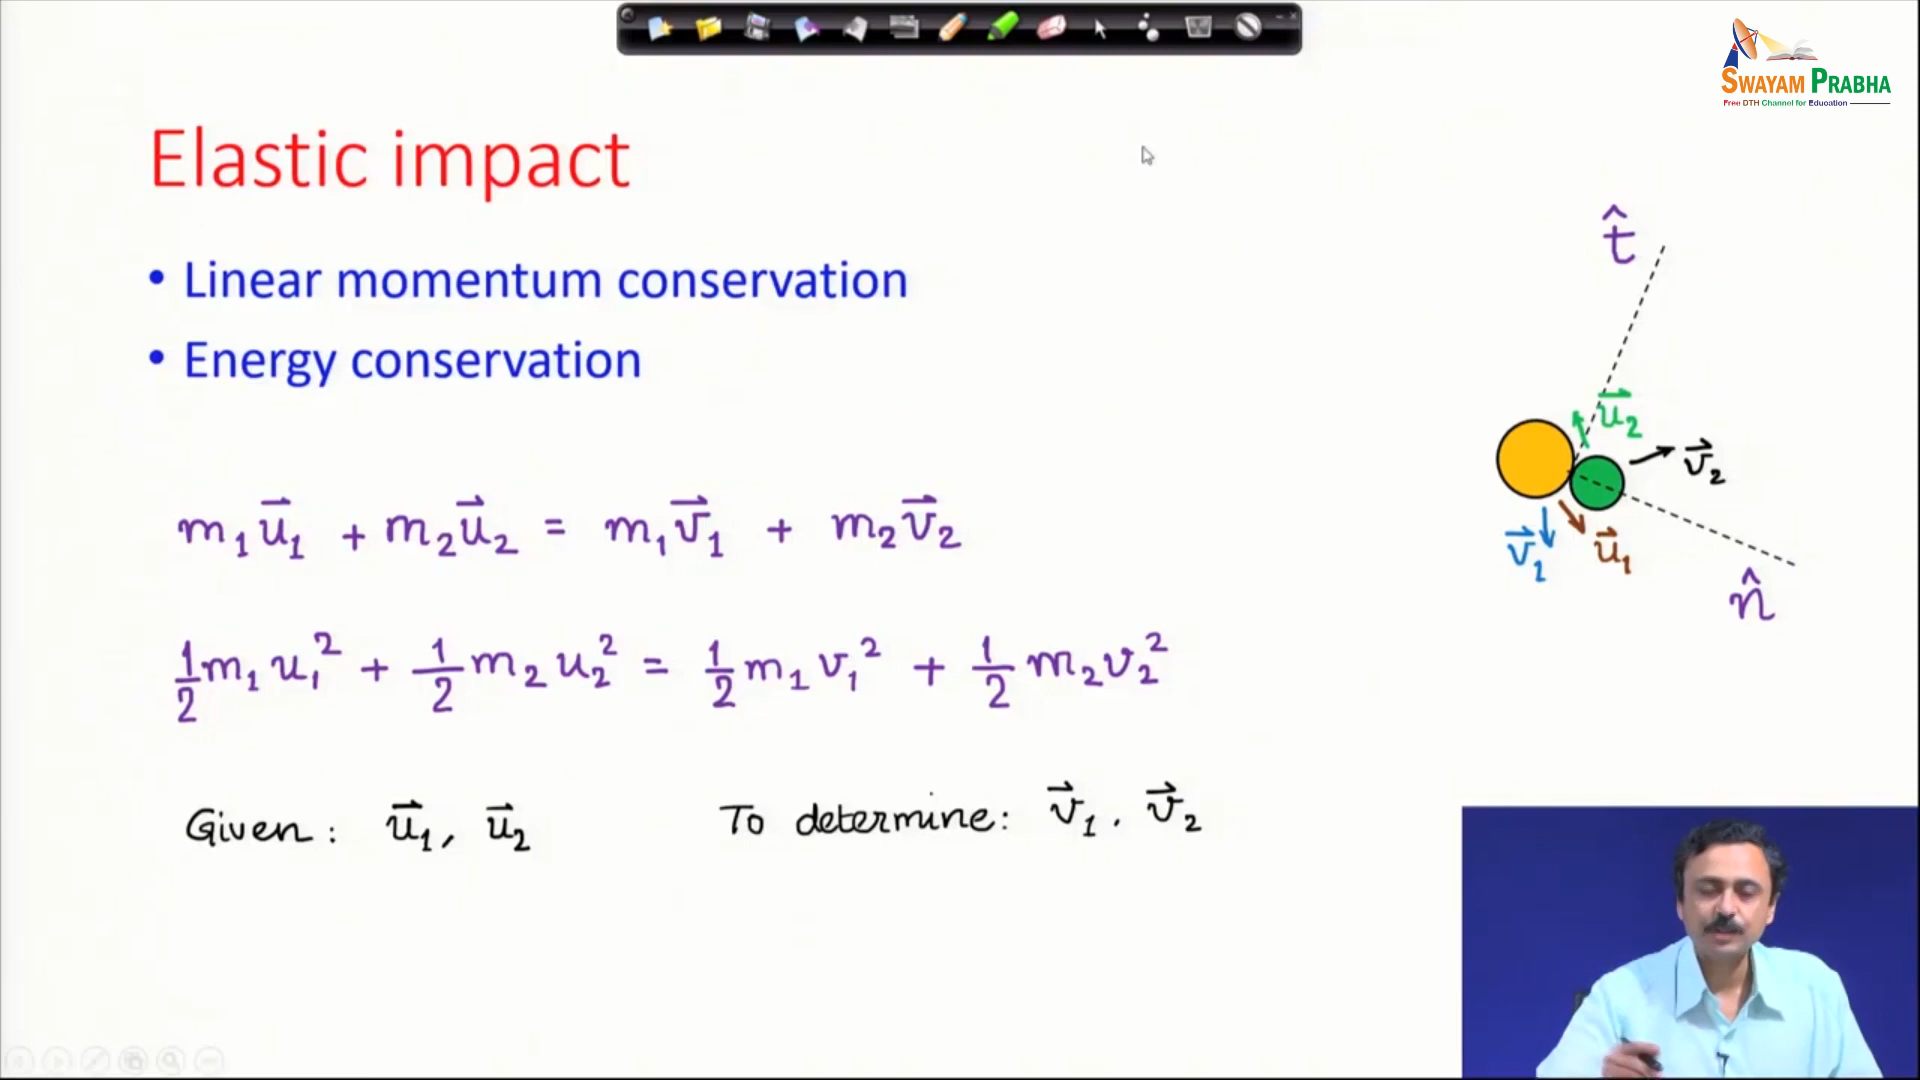 SWAYAM PRABHA
Free DTH Channel for Education
Elastic impact
• Linear momentum conservation
• Energy conservation
m₁u⃗₁ + m₂u⃗₂ = m₁v⃗₁ + m₂v⃗₂
½m₁u₁² + ½m₂u₂² = ½m₁v₁² + ½m₂v₂²
Given: u⃗₁, u⃗₂ To determine: v⃗₁, v⃗₂
t̂
u⃗₂
v⃗₂
v⃗₂
u⃗₁
n̂